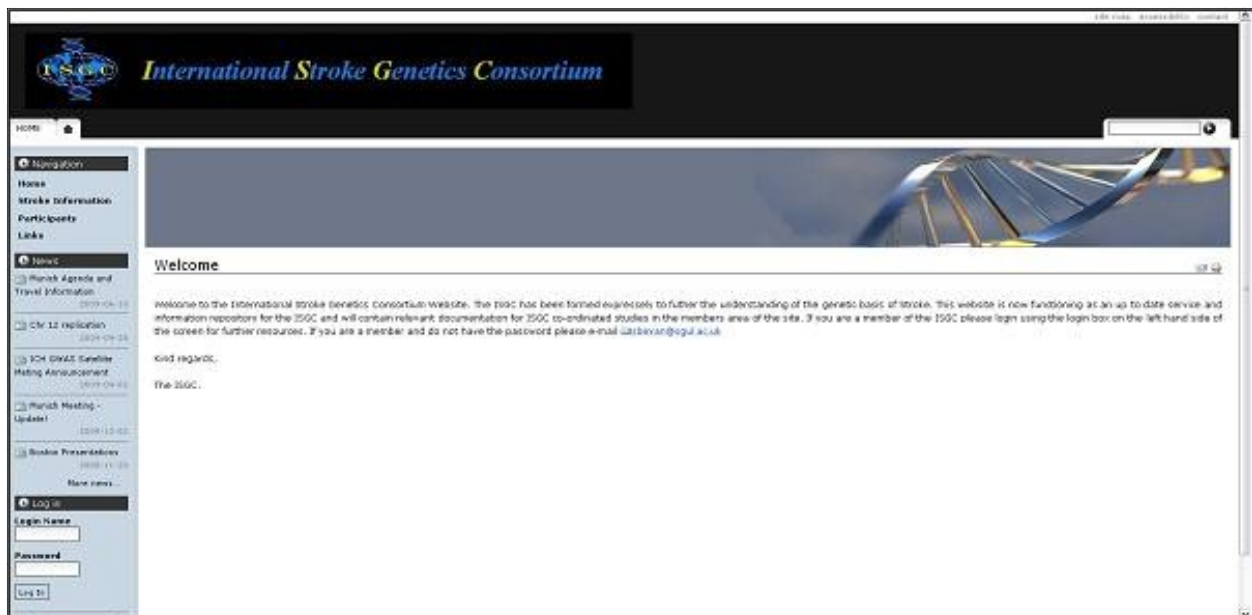 site map accessibility contact
ISGC
International Stroke Genetics Consortium
HOME
Navigation
Home
Stroke Information
Participants
Links
News
Munich Agenda and
Travel Information
Chr 12 replication
ICH GWAS Satellite
Meting Announcement
Munich Meeting -
Update!
Boston Presentations
More news...
Log in
Login Name
Password
Log In
Welcome
Welcome to the International Stroke Genetics Consortium Website. The ISGC has been formed expressely to futher the understanding of the genetic basis of Stroke. This website is now functioning as an up to date service and
information repository for the ISGC and will contain relevant documentation for ISGC co-ordinated studies in the members area of the site. If you are a member of the ISGC please login using the login box on the left hand side of
the screen for further resources. If you are a member and do not have the password please e-mail
Kind regards,
The ISGC.